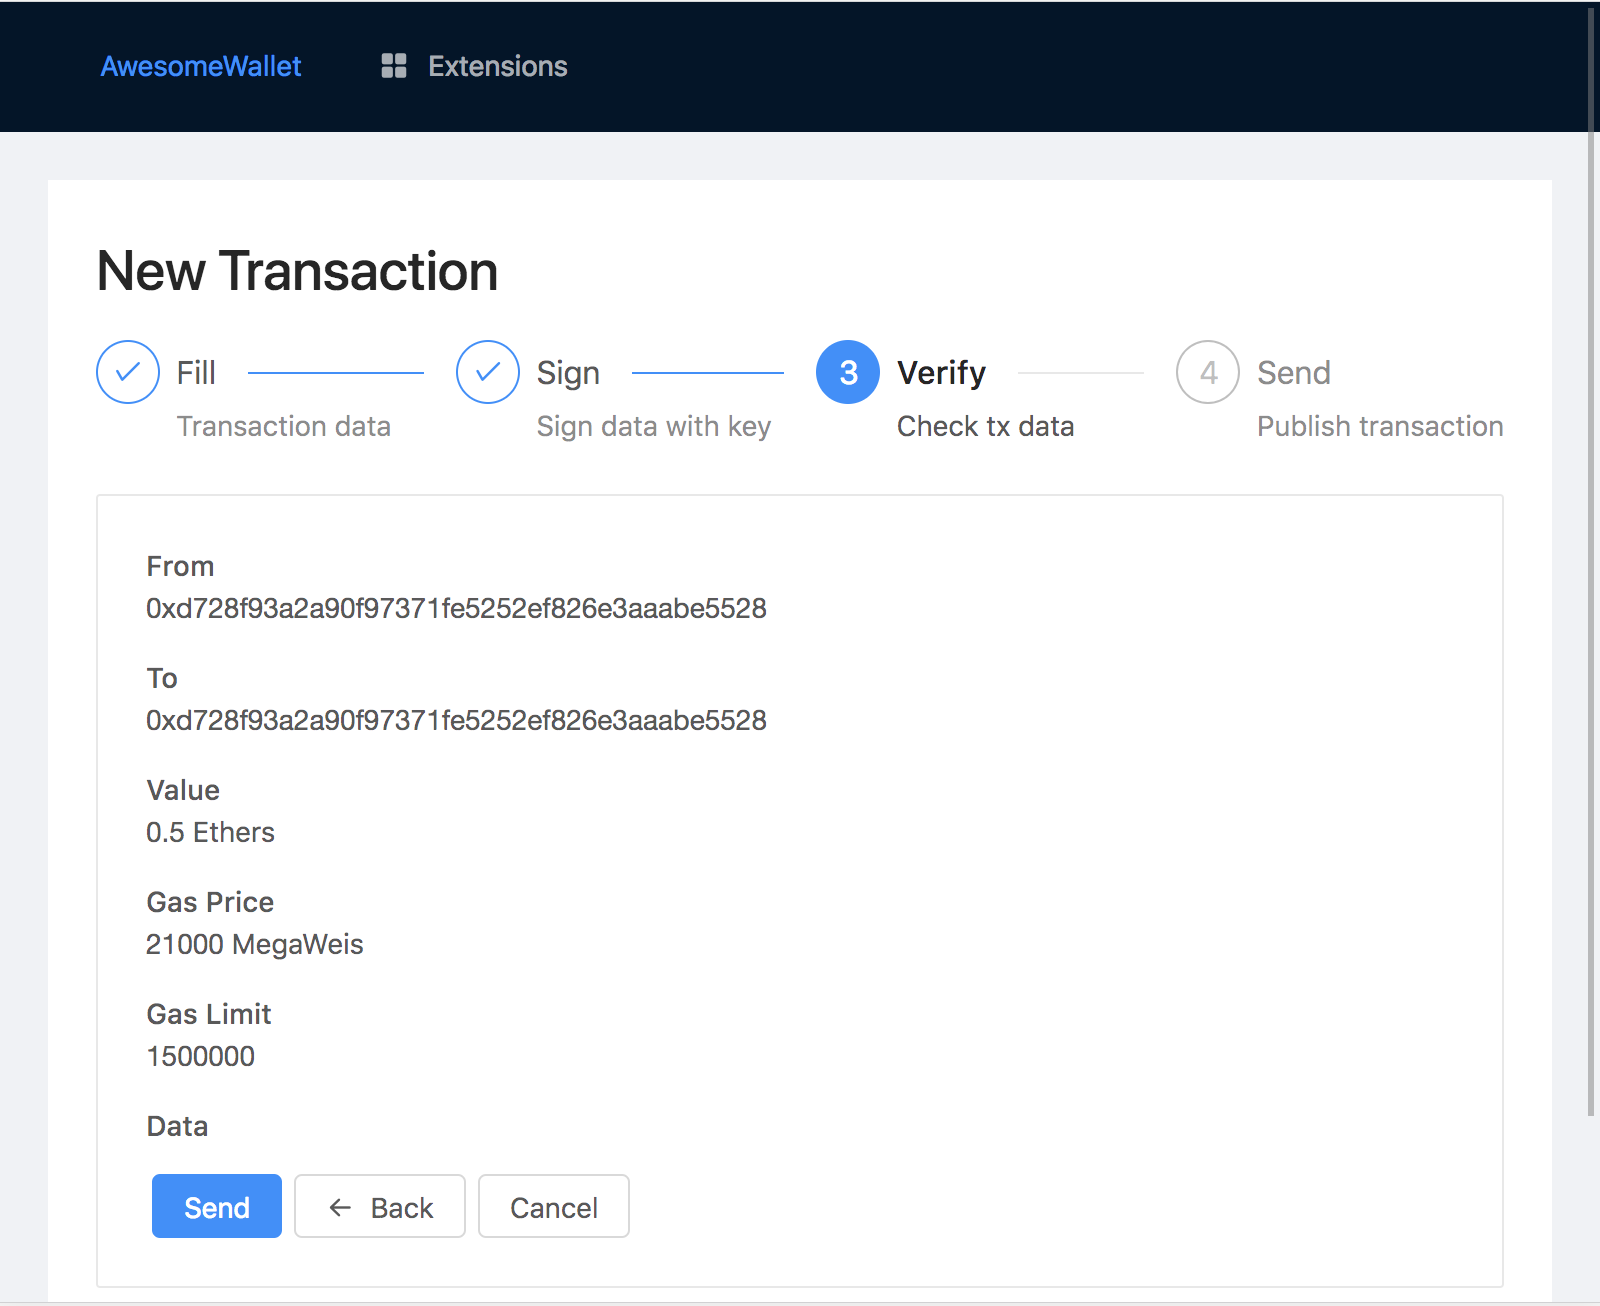 AwesomeWallet Extensions
New Transaction
Fill Sign 3 Verify 4 Send
Transaction data Sign data with key Check tx data Publish transaction
From
0xd728f93a2a90f97371fe5252ef826e3aaabe5528
To
0xd728f93a2a90f97371fe5252ef826e3aaabe5528
Value
0.5 Ethers
Gas Price
21000 MegaWeis
Gas Limit
1500000
Data
Send Back Cancel